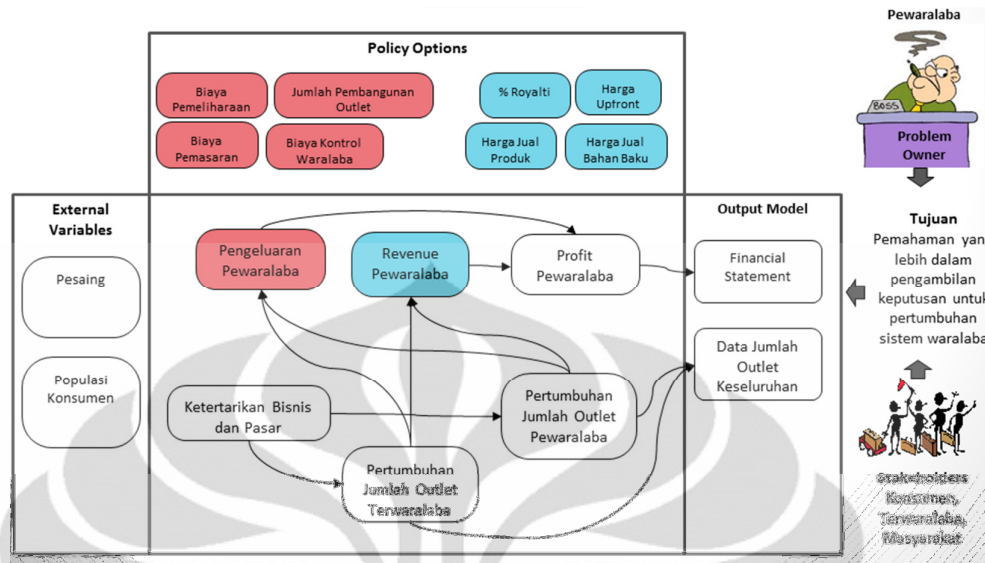 Pewaralaba
BOSS
Problem
Owner
Tujuan
Pemahaman yan
lebih dalam
pengambilan
keputusan untuk
pertumbuhan
sistem waralaba
Stakeholders
Konsumen,
Terwaralaba,
Masyarakat
Policy Options
Biaya
Pemeliharaan
Jumlah Pembangunan
Outlet
Biaya
Pemasaran
Biaya Kontrol
Waralaba
% Royalti
Harga
Upfront
Harga Jual
Produk
Harga Jual
Bahan Baku
External
Variables
Pesaing
Populasi
Konsumen
Pengeluaran
Pewaralaba
Revenue
Pewaralaba
Profit
Pewaralaba
Ketertarikan Bisnis
dan Pasar
Pertumbuhan
Jumlah Outlet
Pewaralaba
Pertumbuhan
Jumlah Outlet
Terwaralaba
Output Model
Financial
Statement
Data Jumlah
Outlet
Keseluruhan